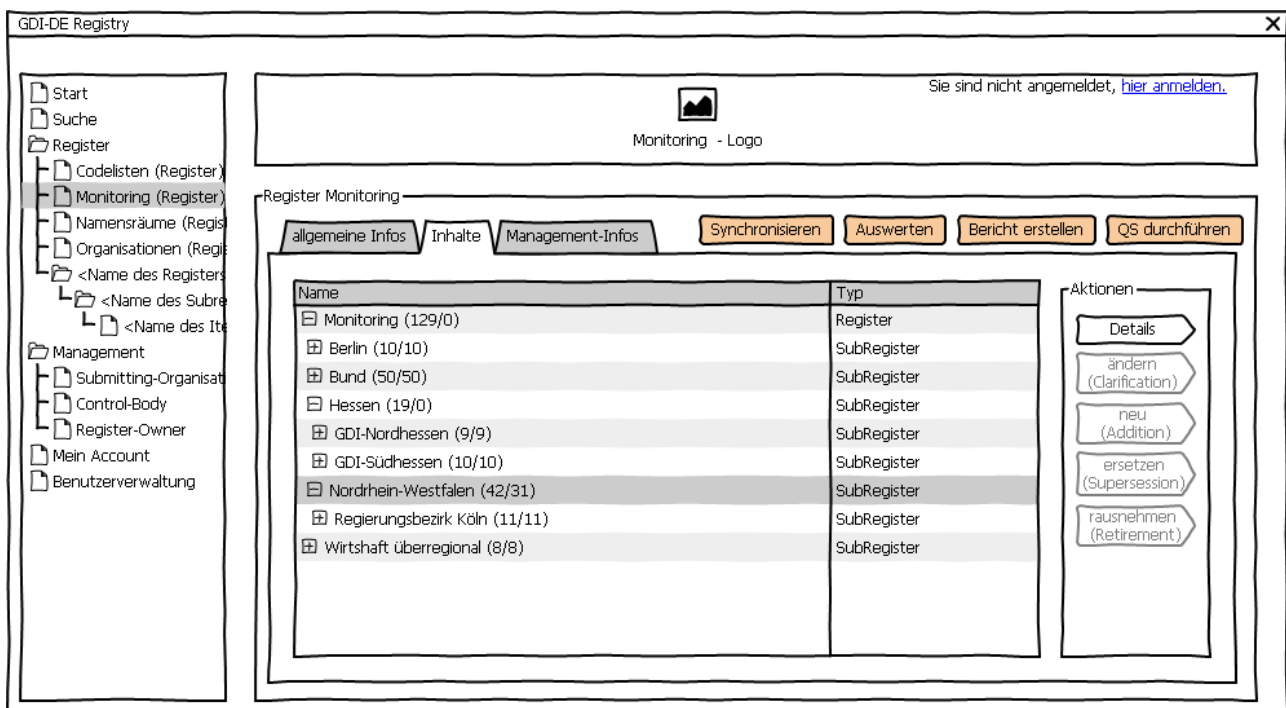 GDI-DE Registry
Start
Suche
Register
Codelisten (Register)
Monitoring (Register)
Namensräume (Regis
Organisationen (Regi
<Name des Registers
<Name des Subre
<Name des Ite
Management
Submitting-Organisat
Control-Body
Register-Owner
Mein Account
Benutzerverwaltung
Sie sind nicht angemeldet, hier anmelden.
Monitoring - Logo
Register Monitoring
allgemeine Infos Inhalte Management-Infos Synchronisieren Auswerten Bericht erstellen QS durchführen
Name Typ
Monitoring (129/0) Register
Berlin (10/10) SubRegister
Bund (50/50) SubRegister
Hessen (19/0) SubRegister
GDI-Nordhessen (9/9) SubRegister
GDI-Südhessen (10/10) SubRegister
Nordrhein-Westfalen (42/31) SubRegister
Regierungsbezirk Köln (11/11) SubRegister
Wirtshaft überregional (8/8) SubRegister
Aktionen
Details
ändern
(Clarification)
neu
(Addition)
ersetzen
(Supersession)
rausnehmen
(Retirement)